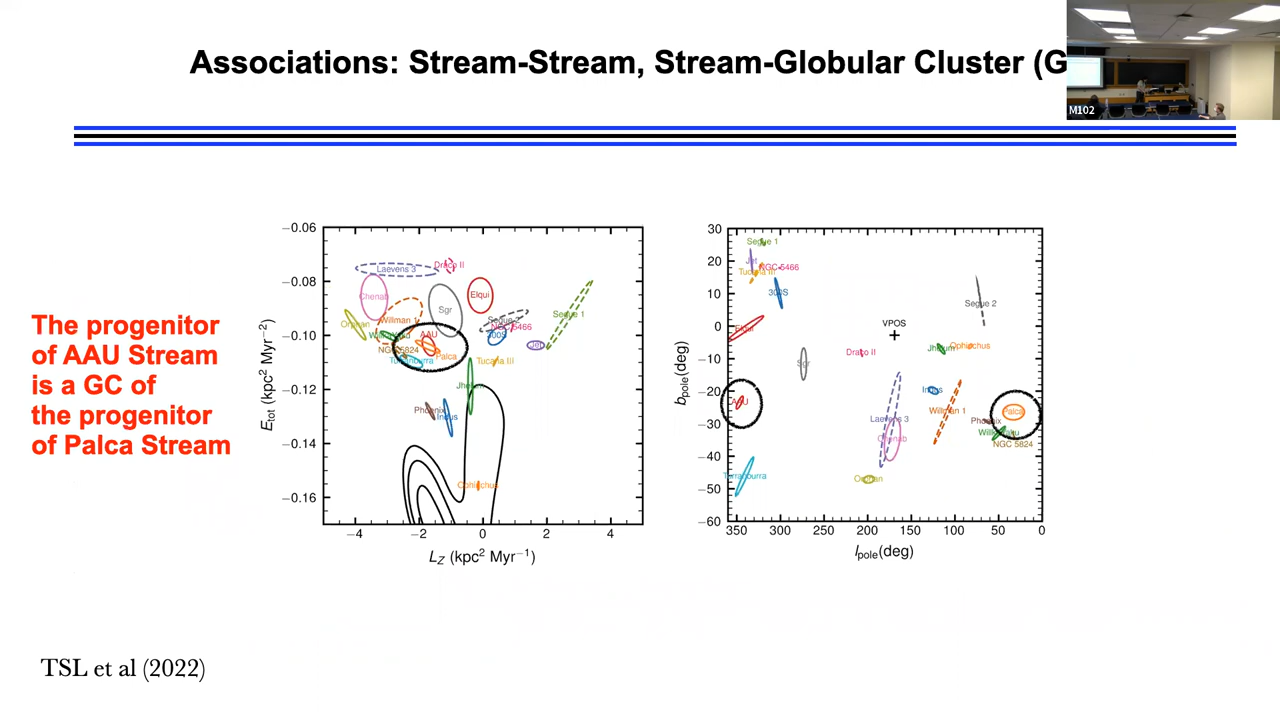 Associations: Stream-Stream, Stream-Globular Cluster (G
M102
The progenitor
of AAU Stream
is a GC of
the progenitor
of Palca Stream
−0.06
−0.08
−0.10
−0.12
−0.14
−0.16
E_tot (kpc² Myr⁻²)
Laevens 3
Draco II
Chenab
Elqui
Sgr
Willman 1
Orphan
Segue 2
Segue 1
NGC 5466
300S
AAU
NGC 5824
Palca
Jet
Turranburra
Tucana III
Jhelum
Phoenix
Indus
Ophiuchus
−4
−2
0
2
4
L_Z (kpc² Myr⁻¹)
30
20
10
0
−10
−20
−30
−40
−50
−60
b_pole(deg)
Segue 1
Jet
NGC 5466
Tucana III
300S
Segue 2
Elqui
VPOS
Draco II
Jhelum
Ophiuchus
Sgr
Indus
AAU
Willman 1
Palca
Laevens 3
Phoenix
Chenab
NGC 5824
Turranburra
Orphan
350
300
250
200
150
100
50
0
l_pole(deg)
TSL et al (2022)